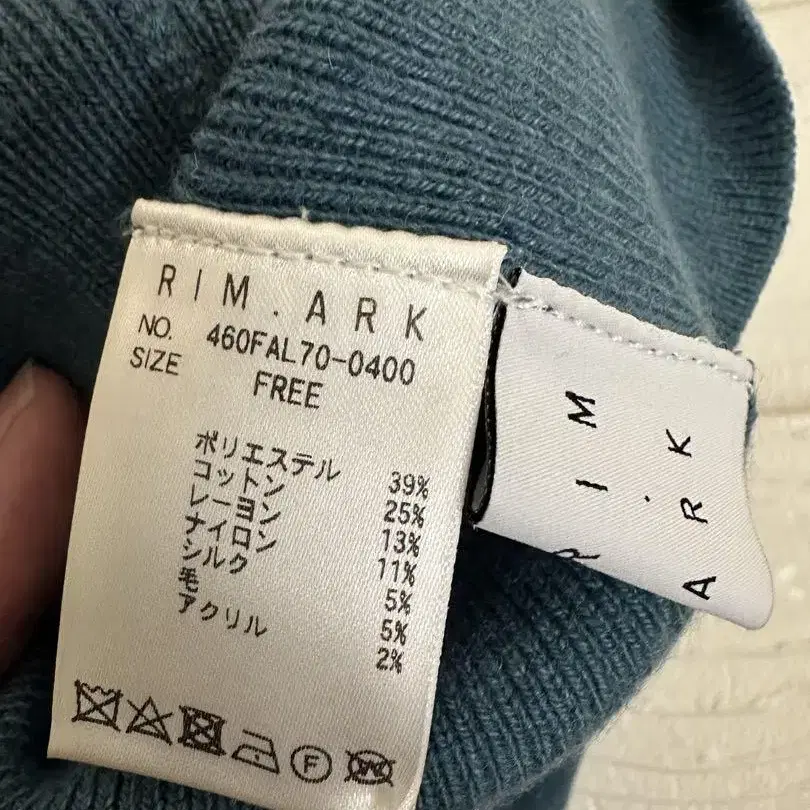 RIM.ARK
NO. 460FAL70-0400
SIZE FREE
ポリエステル 39%
コットン 25%
レーヨン 13%
ナイロン 11%
シルク 5%
毛 5%
アクリル 2%
F
W
RIM
.
ARK